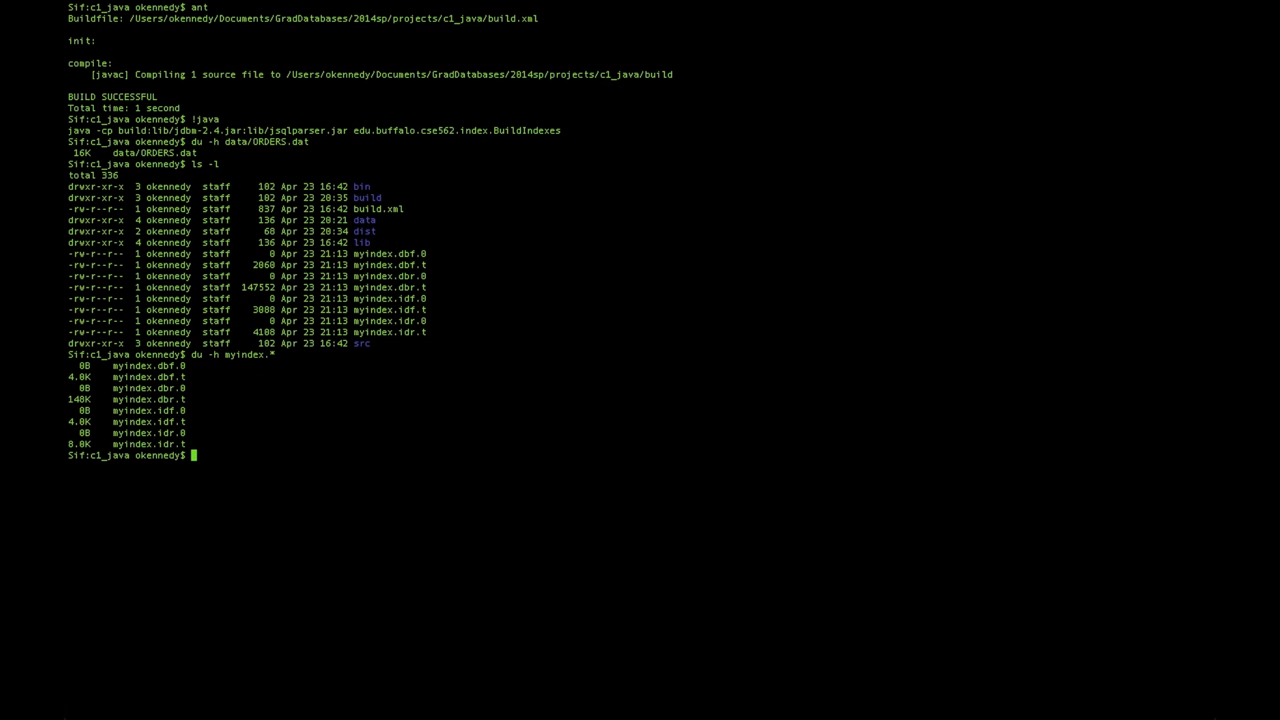 Sif:c1_java okennedy$ ant
Buildfile: /Users/okennedy/Documents/GradDatabases/2014sp/projects/c1_java/build.xml
init:
compile:
[javac] Compiling 1 source file to /Users/okennedy/Documents/GradDatabases/2014sp/projects/c1_java/build
BUILD SUCCESSFUL
Total time: 1 second
Sif:c1_java okennedy$ !java
java -cp build:lib/jdbm-2.4.jar:lib/jsqlparser.jar edu.buffalo.cse562.index.BuildIndexes
Sif:c1_java okennedy$ du -h data/ORDERS.dat
16K data/ORDERS.dat
Sif:c1_java okennedy$ ls -l
total 336
drwxr-xr-x 3 okennedy staff 102 Apr 23 16:42 bin
drwxr-xr-x 3 okennedy staff 102 Apr 23 20:35 build
-rw-r--r-- 1 okennedy staff 837 Apr 23 16:42 build.xml
drwxr-xr-x 4 okennedy staff 136 Apr 23 20:21 data
drwxr-xr-x 2 okennedy staff 68 Apr 23 20:34 dist
drwxr-xr-x 4 okennedy staff 136 Apr 23 16:42 lib
-rw-r--r-- 1 okennedy staff 0 Apr 23 21:13 myindex.dbf.0
-rw-r--r-- 1 okennedy staff 2060 Apr 23 21:13 myindex.dbf.t
-rw-r--r-- 1 okennedy staff 0 Apr 23 21:13 myindex.dbr.0
-rw-r--r-- 1 okennedy staff 147552 Apr 23 21:13 myindex.dbr.t
-rw-r--r-- 1 okennedy staff 0 Apr 23 21:13 myindex.idf.0
-rw-r--r-- 1 okennedy staff 3088 Apr 23 21:13 myindex.idf.t
-rw-r--r-- 1 okennedy staff 0 Apr 23 21:13 myindex.idr.0
-rw-r--r-- 1 okennedy staff 4108 Apr 23 21:13 myindex.idr.t
drwxr-xr-x 3 okennedy staff 102 Apr 23 16:42 src
Sif:c1_java okennedy$ du -h myindex.*
0B myindex.dbf.0
4.0K myindex.dbf.t
0B myindex.dbr.0
148K myindex.dbr.t
0B myindex.idf.0
4.0K myindex.idf.t
0B myindex.idr.0
8.0K myindex.idr.t
Sif:c1_java okennedy$